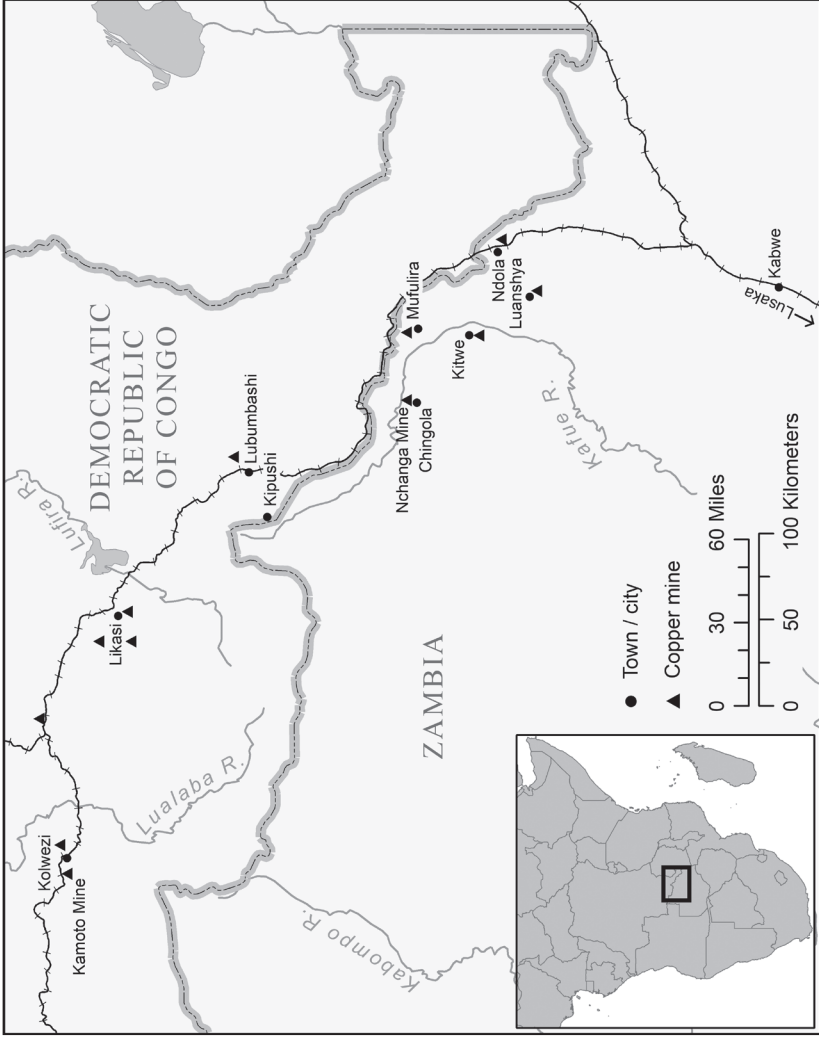 Lufira R.
DEMOCRATIC
REPUBLIC
OF CONGO
Kolwezi
Kamoto Mine
Likasi
Lualaba R.
Lubumbashi
Kipushi
Mufulira
Nchanga Mine
Chingola
Kitwe
Ndola
Luanshya
Kabompo R.
ZAMBIA
Kafue R.
Kabwe
Lusaka
Town / city
Copper mine
0 30 60 Miles
0 50 100 Kilometers